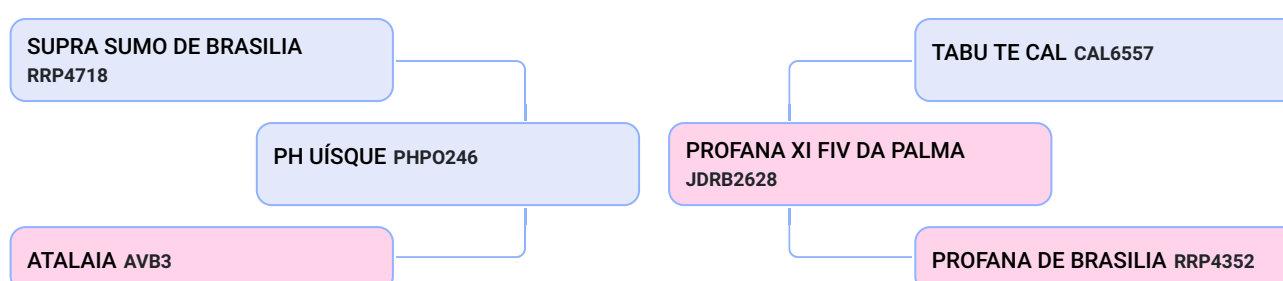 SUPRA SUMO DE BRASILIA
RRP4718
TABU TE CAL CAL6557
PH UÍSQUE PHPO246
PROFANA XI FIV DA PALMA
JDRB2628
ATALAIA AVB3
PROFANA DE BRASILIA RRP4352